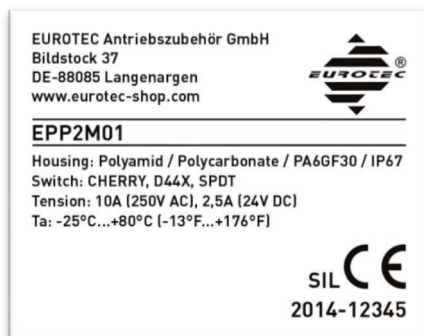 EUROTEC Antriebszubehör GmbH
Bildstock 37
DE-88085 Langenargen
www.eurotec-shop.com
EUROTEC ®
EPP2M01
Housing: Polyamid / Polycarbonate / PA6GF30 / IP67
Switch: CHERRY, D44X, SPDT
Tension: 10A (250V AC), 2,5A (24V DC)
Ta: -25°C...+80°C (-13°F...+176°F)
SIL CE
2014-12345